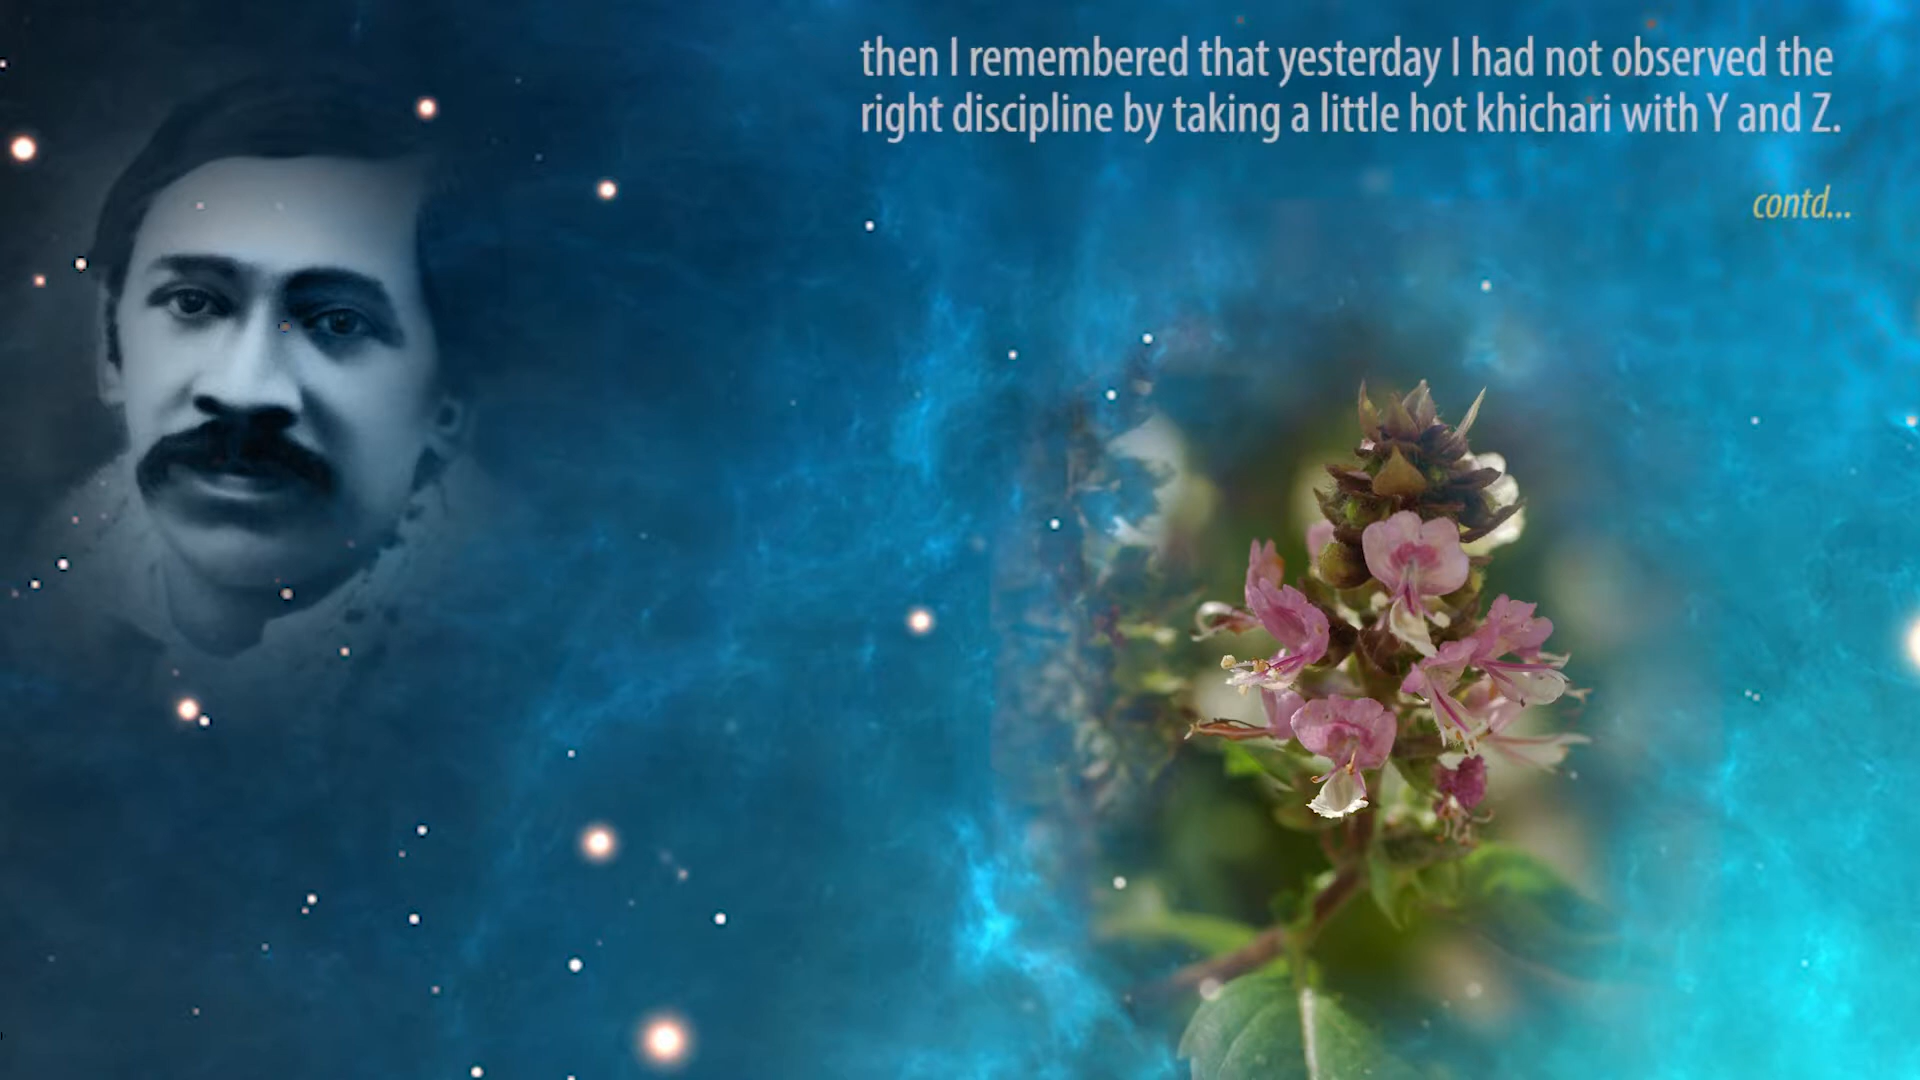 then I remembered that yesterday I had not observed the
right discipline by taking a little hot khichari with Y and Z.
contd...